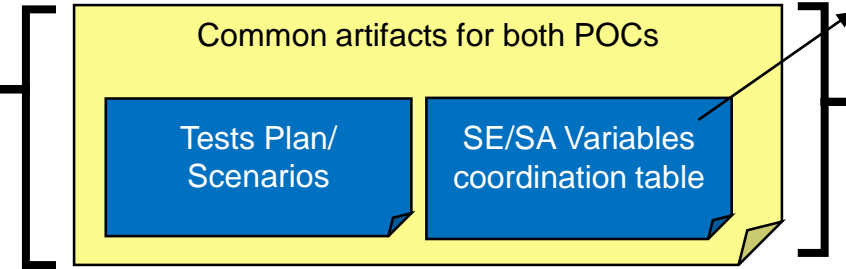 Common artifacts for both POCs
Tests Plan/
Scenarios
SE/SA Variables
coordination table